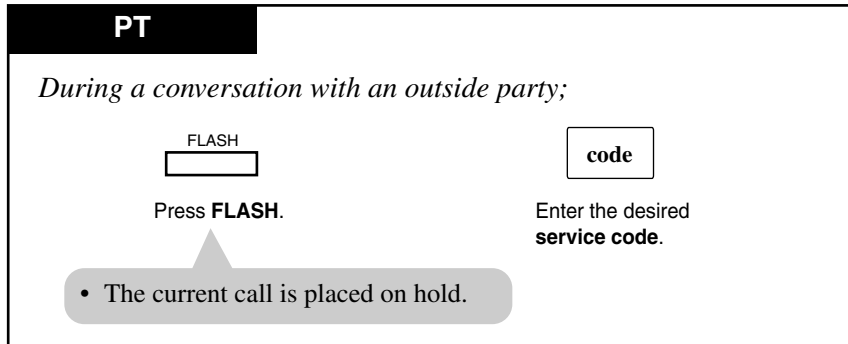 PT
During a conversation with an outside party;
FLASH
code
Press FLASH.
Enter the desired
service code.
• The current call is placed on hold.